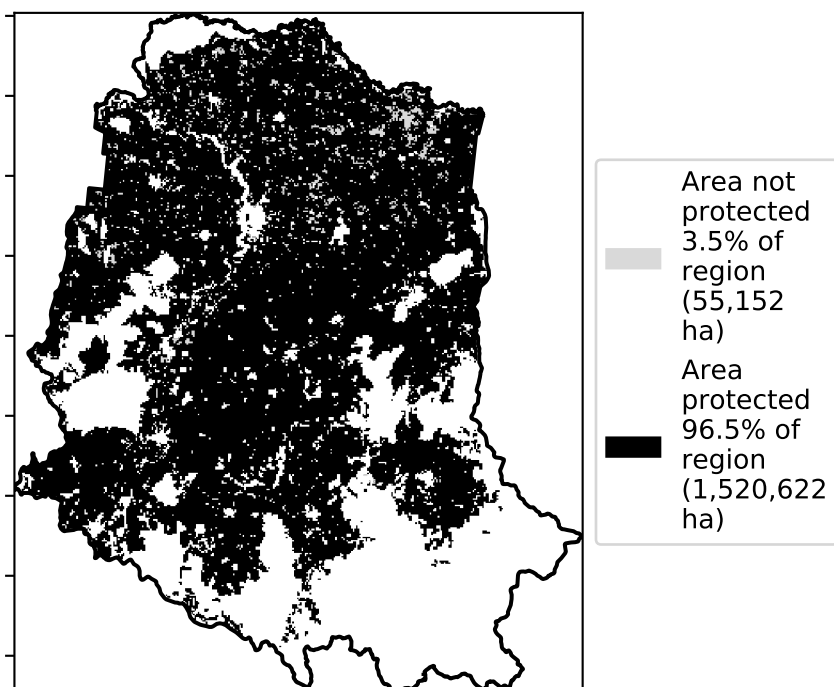 Area not
protected
3.5% of
region
(55,152
ha)
Area
protected
96.5% of
region
(1,520,622
ha)